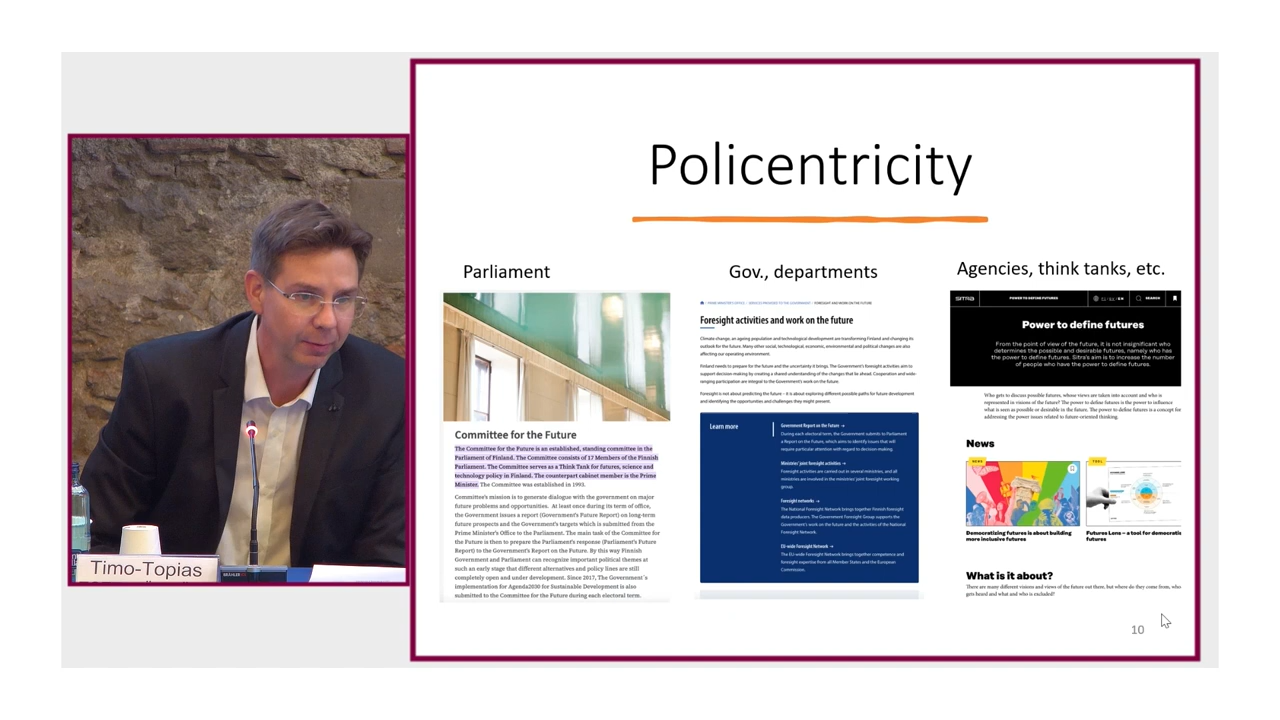 Policentricity
Parliament
Gov., departments
Agencies, think tanks, etc.
Committee for the Future
The Committee for the Future is an established, standing committee in the
Parliament of Finland. The Committee consists of 17 Members of the Finnish
Parliament. The Committee serves as a Think Tank for futures, science and
technology policy in Finland. The counterpart cabinet member is the Prime
Minister. The Committee was established in 1993.
Committee's mission is to generate dialogue with the government on major
future problems and opportunities. At least once during its term of office,
the Government issues a report (Government's Future Report) on long-term
future prospects and the Government's targets which is submitted from the
Prime Minister's Office to the Parliament. The main task of the Committee for
the Future is then to prepare the Parliament's response (Parliament's Future
Report) to the Government's Report on the Future. By this way Finnish
Government and Parliament can recognize important political themes at
such an early stage that different alternatives and policy lines are still
completely open and under development. Since 2017, The Government´s
implementation for Agenda2030 for Sustainable Development is also
submitted to the Committee for the Future during each electoral term.
PRIME MINISTER'S OFFICE › SERVICES PROVIDED TO THE GOVERNMENT › FORESIGHT AND WORK ON THE FUTURE
Foresight activities and work on the future
Climate change, an ageing population and technological development are transforming Finland and changing its
outlook for the future. Many other social, technological, economic, environmental and political changes are also
affecting our operating environment.
Finland needs to prepare for the future and the uncertainty it brings. The Government's foresight activities aim to
support decision-making by creating a shared understanding of the changes that lie ahead. Cooperation and wide-
ranging participation are integral to the Government's work on the future.
Foresight is not about predicting the future – it is about exploring different possible paths for future development
and identifying the opportunities and challenges they might present.
Learn more
Government Report on the Future →
During each electoral term, the Government submits to Parliament
a Report on the Future, which aims to identify issues that will
require particular attention with regard to decision-making.
Ministries' joint foresight activities →
Foresight activities are carried out in several ministries, and all
ministries are involved in the ministries' joint foresight working
group.
Foresight networks →
The National Foresight Network brings together Finnish foresight
data producers. The Government Foresight Group supports the
Government's work on the future and the activities of the National
Foresight Network.
EU-wide Foresight Network →
The EU-wide Foresight Network brings together competence and
foresight expertise from all Member States and the European
Commission.
SITRA
POWER TO DEFINE FUTURES
EN
SEARCH
Power to define futures
From the point of view of the future, it is not insignificant who
determines the possible and desirable futures, namely who has
the power to define futures. Sitra's aim is to increase the number
of people who have the power to define futures.
Who gets to discuss possible futures, whose views are taken into account and who is
represented in visions of the future? The power to define futures is the power to influence
what is seen as possible or desirable in the future. The power to define futures is a concept for
addressing the power issues related to future-oriented thinking.
News
NEWS
TOOL
Democratizing futures is about building
more inclusive futures
Futures Lens – a tool for democratic
futures
What is it about?
There are many different visions and views of the future out there, but where do they come from, who
gets heard and what and who is excluded?
10
Timo-Topias